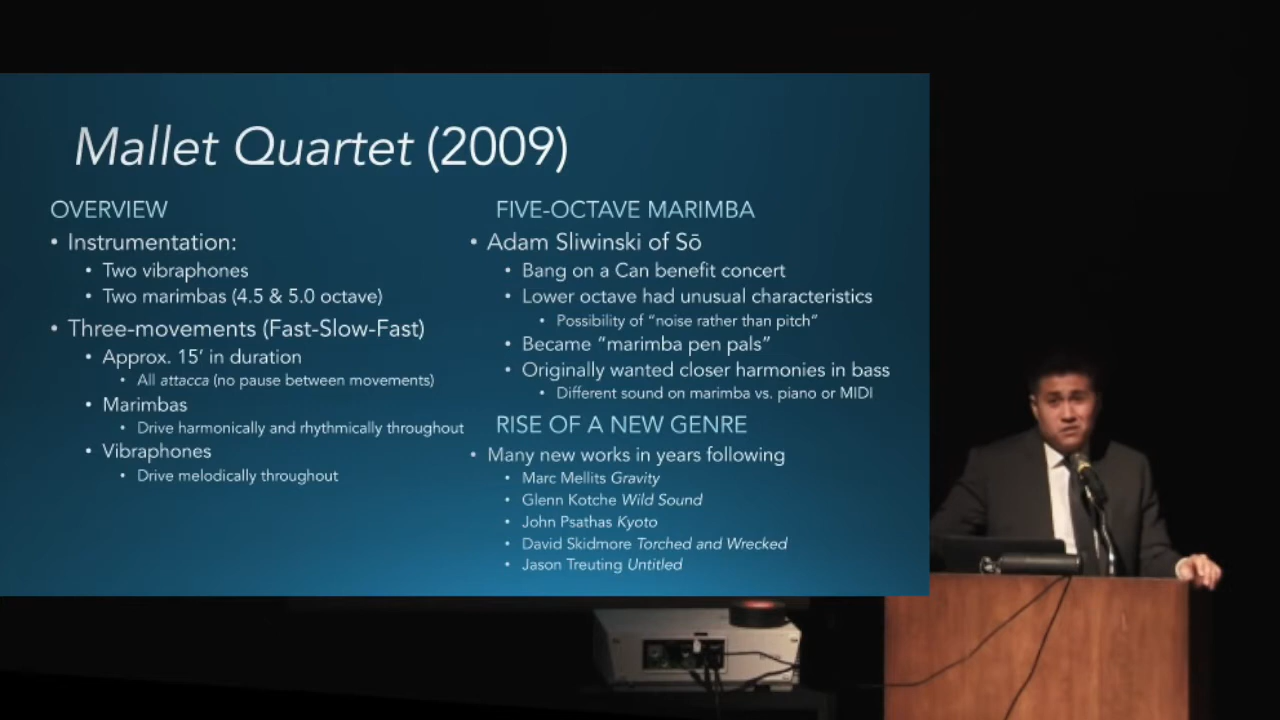 Mallet Quartet (2009)
OVERVIEW
• Instrumentation:
• Two vibraphones
• Two marimbas (4.5 & 5.0 octave)
• Three-movements (Fast-Slow-Fast)
• Approx. 15’ in duration
• All attacca (no pause between movements)
• Marimbas
• Drive harmonically and rhythmically throughout
• Vibraphones
• Drive melodically throughout
FIVE-OCTAVE MARIMBA
• Adam Sliwinski of Sō
• Bang on a Can benefit concert
• Lower octave had unusual characteristics
• Possibility of “noise rather than pitch”
• Became “marimba pen pals”
• Originally wanted closer harmonies in bass
• Different sound on marimba vs. piano or MIDI
RISE OF A NEW GENRE
• Many new works in years following
• Marc Mellits Gravity
• Glenn Kotche Wild Sound
• John Psathas Kyoto
• David Skidmore Torched and Wrecked
• Jason Treuting Untitled